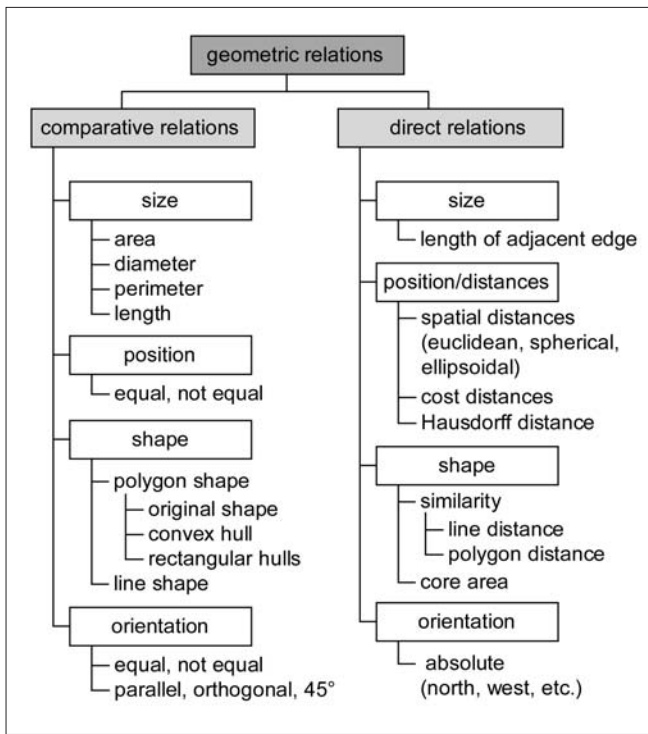 geometric relations
comparative relations
size
area
diameter
perimeter
length
position
equal, not equal
shape
polygon shape
original shape
convex hull
rectangular hulls
line shape
orientation
equal, not equal
parallel, orthogonal, 45°
direct relations
size
length of adjacent edge
position/distances
spatial distances
(euclidean, spherical,
ellipsoidal)
cost distances
Hausdorff distance
shape
similarity
line distance
polygon distance
core area
orientation
absolute
(north, west, etc.)